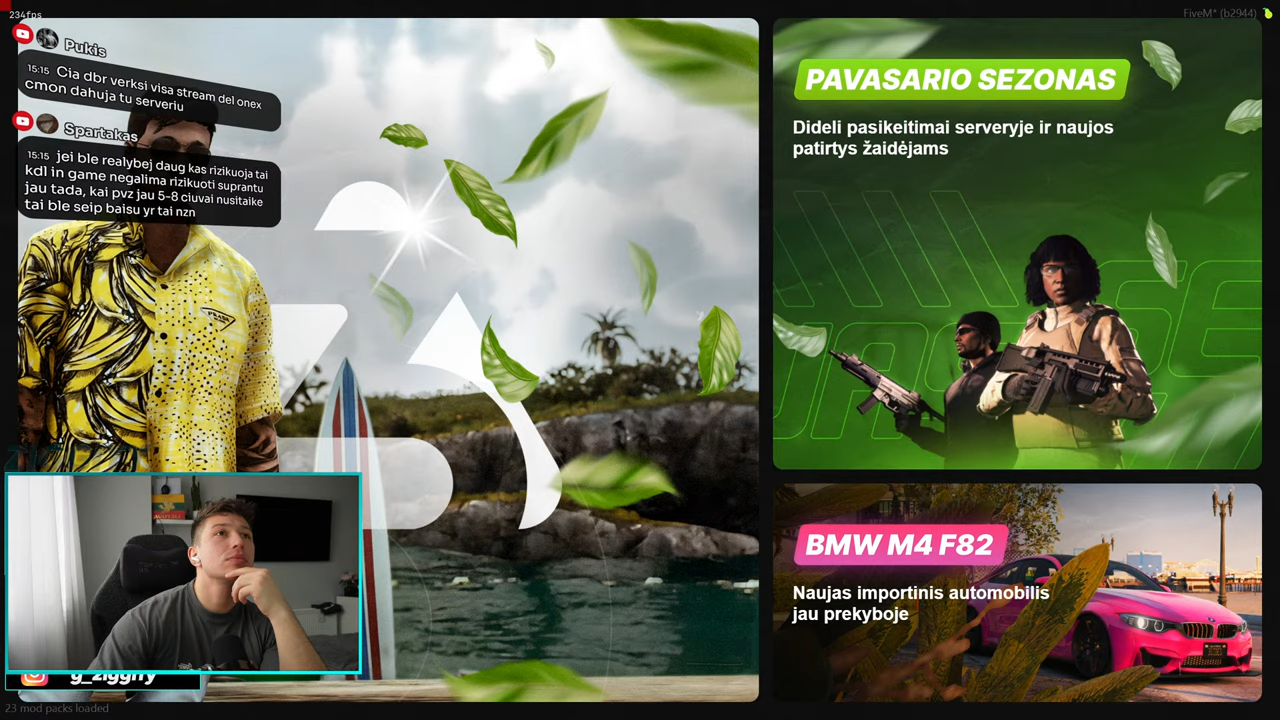 234fps
FiveM* (b2944)
Pukis
15:15 Cia dbr verksi visa stream del onex
cmon dahuja tu serveriu
Spartakas
15:15 jei ble realybej daug kas rizikuoja tai
kdl in game negalima rizikuoti suprantu
jau tada, kai pvz jau 5-8 ciuvai nusitaike
tai ble seip baisu yr tai nzn
PAVASARIO SEZONAS
Dideli pasikeitimai serveryje ir naujos
patirtys žaidėjams
BMW M4 F82
Naujas importinis automobilis
jau prekyboje
g_ziggify
23 mod packs loaded